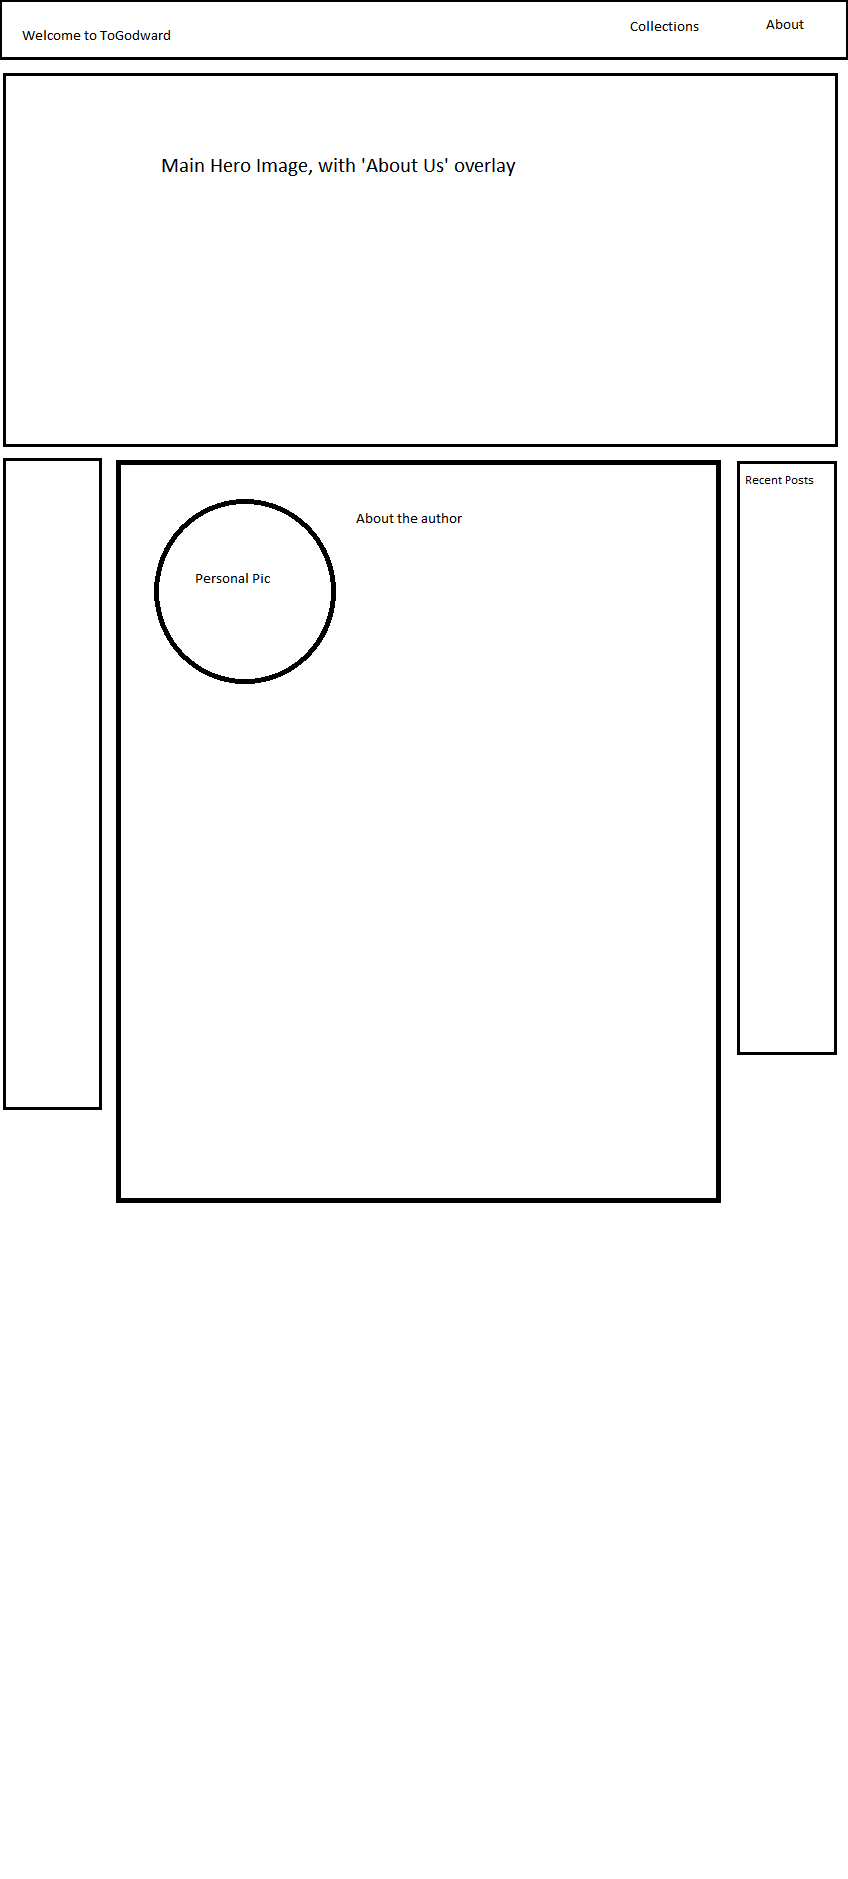 Welcome to ToGodward
Collections
About
Main Hero Image, with 'About Us' overlay
Recent Posts
About the author
Personal Pic